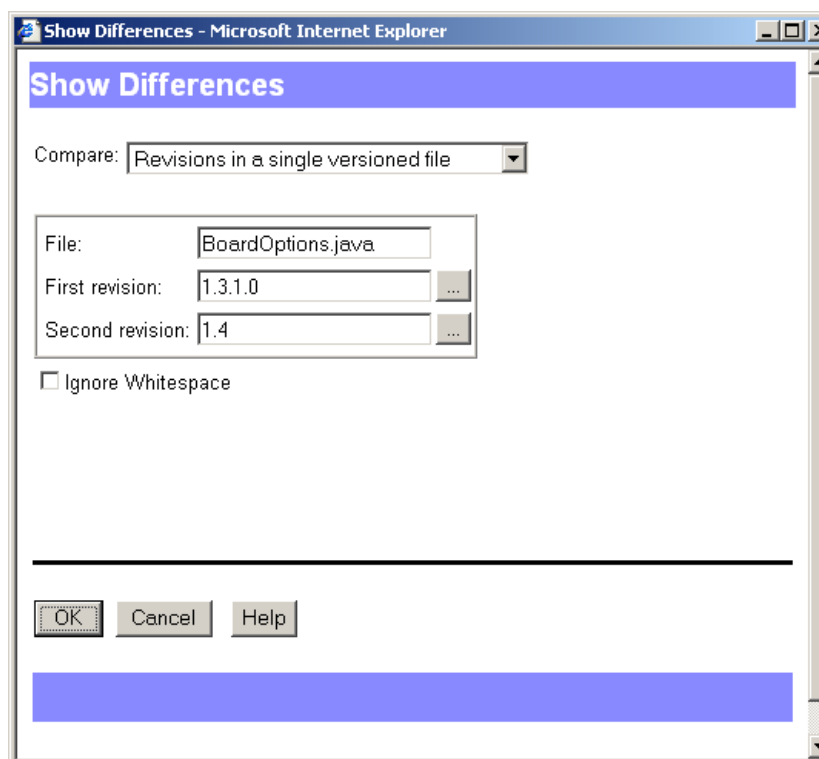 Show Differences - Microsoft Internet Explorer
Show Differences
Compare: Revisions in a single versioned file
File: BoardOptions.java
First revision: 1.3.1.0 ...
Second revision: 1.4 ...
Ignore Whitespace
OK Cancel Help